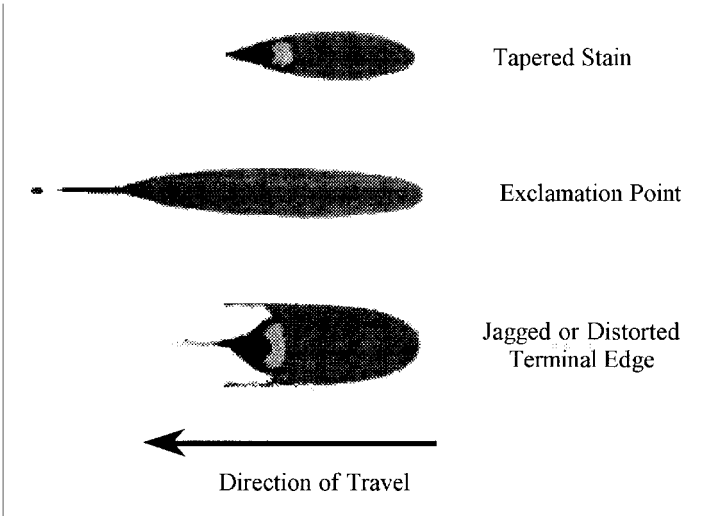 Tapered Stain
Exclamation Point
Jagged or Distorted
Terminal Edge
Direction of Travel